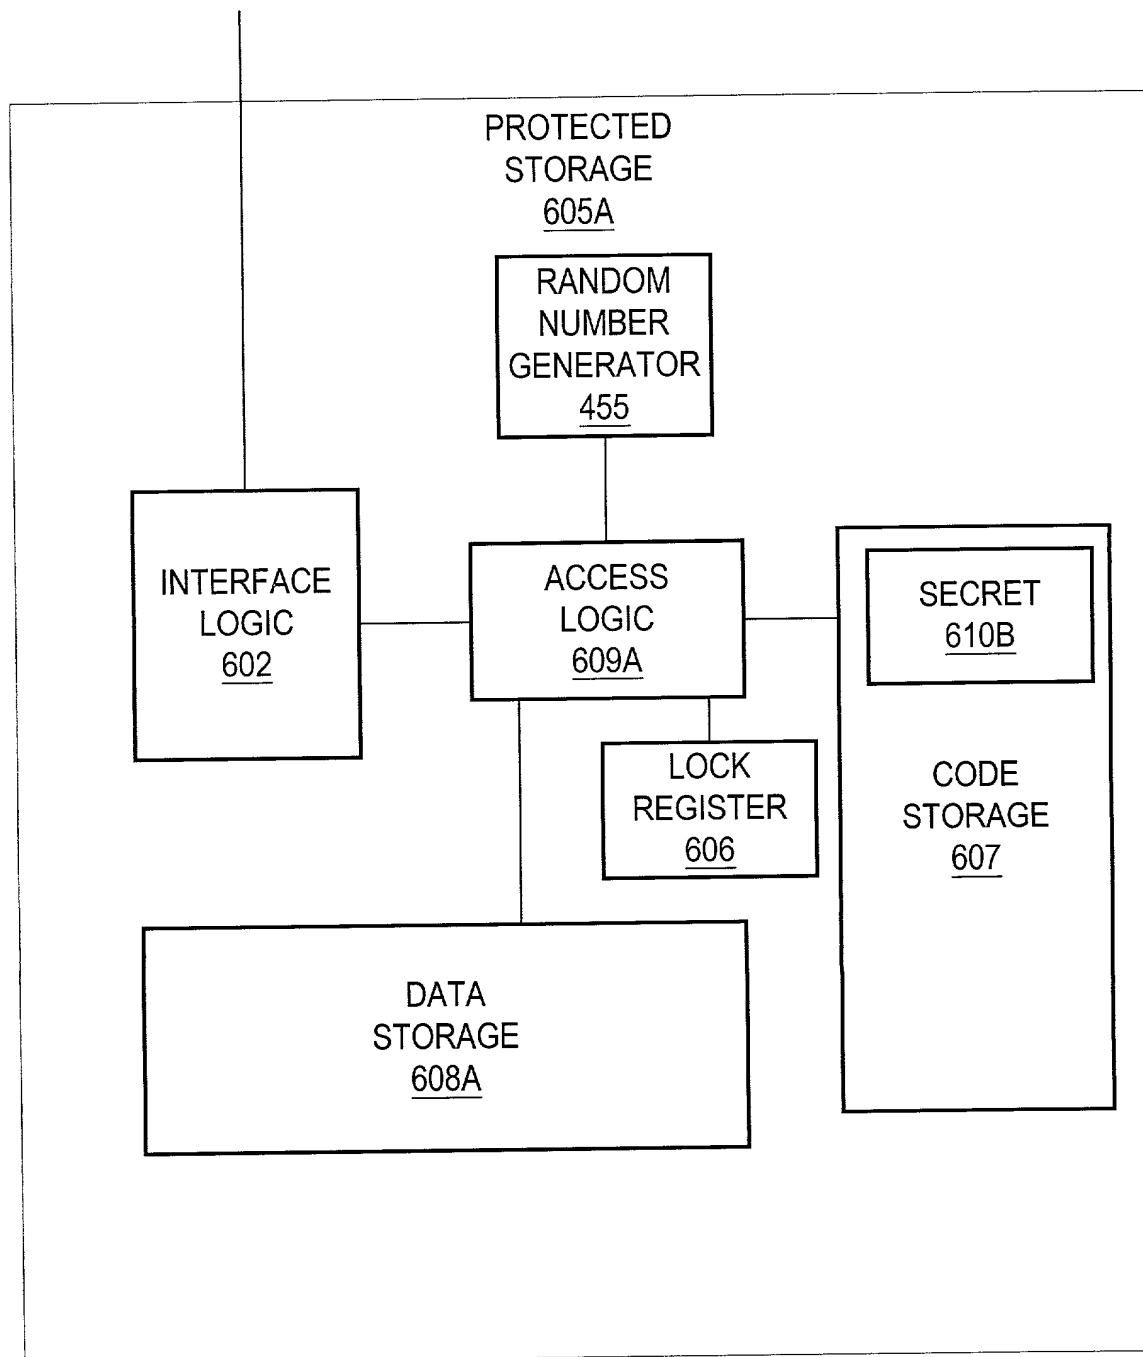 PROTECTED
STORAGE
605A
RANDOM
NUMBER
GENERATOR
455
INTERFACE
LOGIC
602
ACCESS
LOGIC
609A
SECRET
610B
LOCK
REGISTER
606
CODE
STORAGE
607
DATA
STORAGE
608A